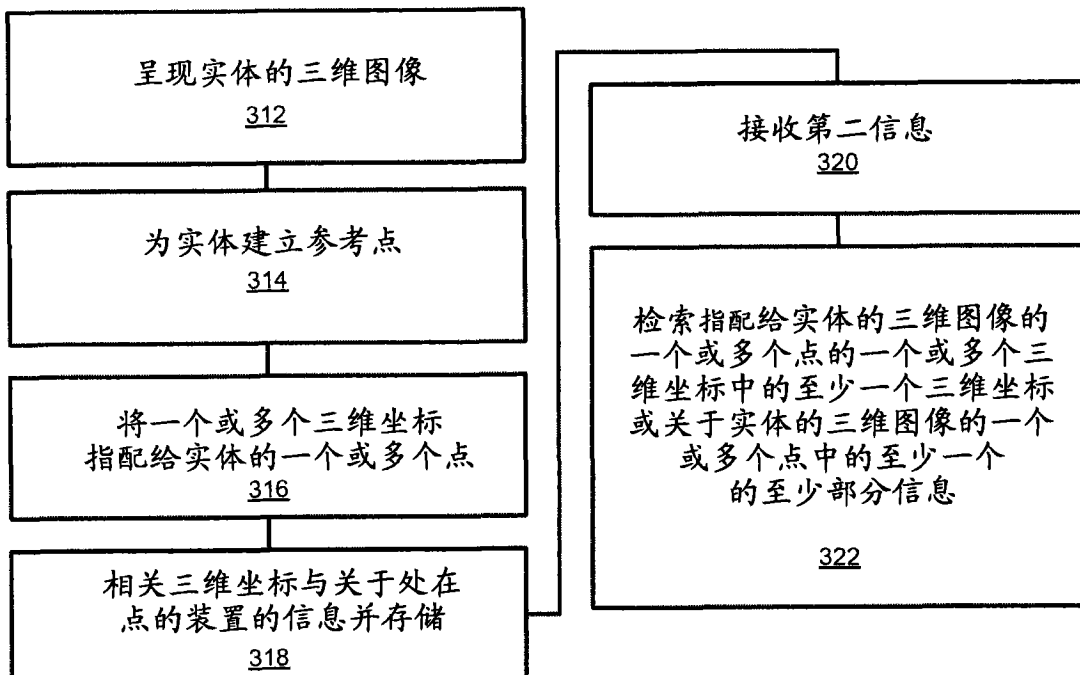 呈现实体的三维图像
312
为实体建立参考点
314
将一个或多个三维坐标
指配给实体的一个或多个点
316
相关三维坐标与关于处在
点的装置的信息并存储
318
接收第二信息
320
检索指配给实体的三维图像的
一个或多个点的一个或多个三
维坐标中的至少一个三维坐标
或关于实体的三维图像的一个
或多个点中的至少一个
的至少部分信息
322